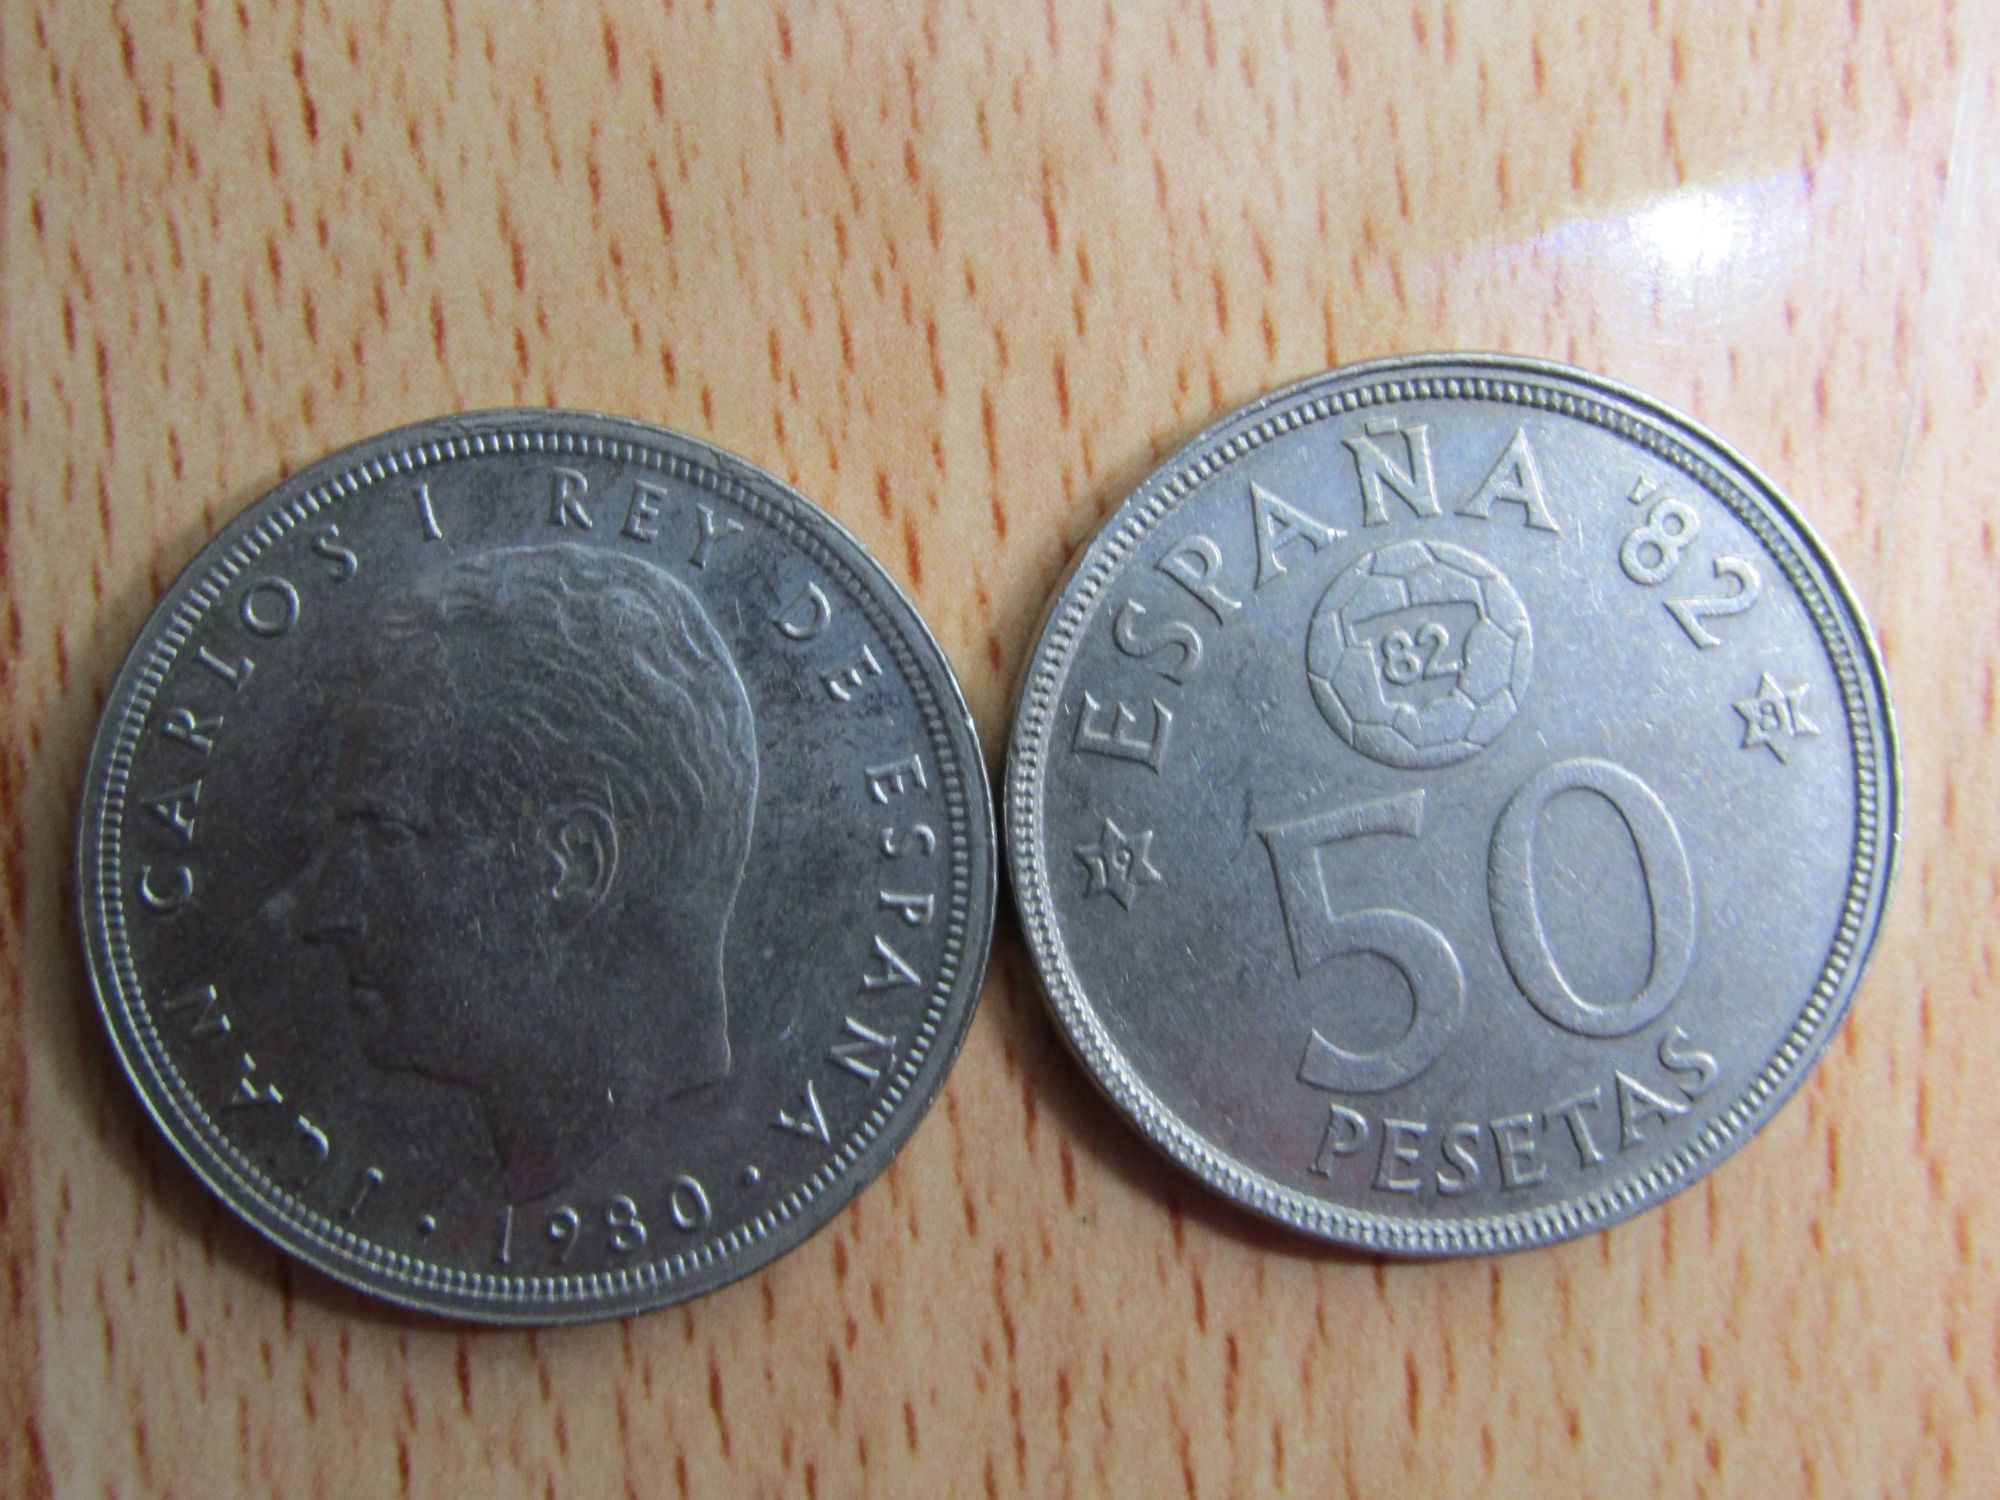 JUAN CARLOS I REY DE ESPAÑA
· 1980 ·
ESPAÑA '82
82
19
81
50
PESETAS